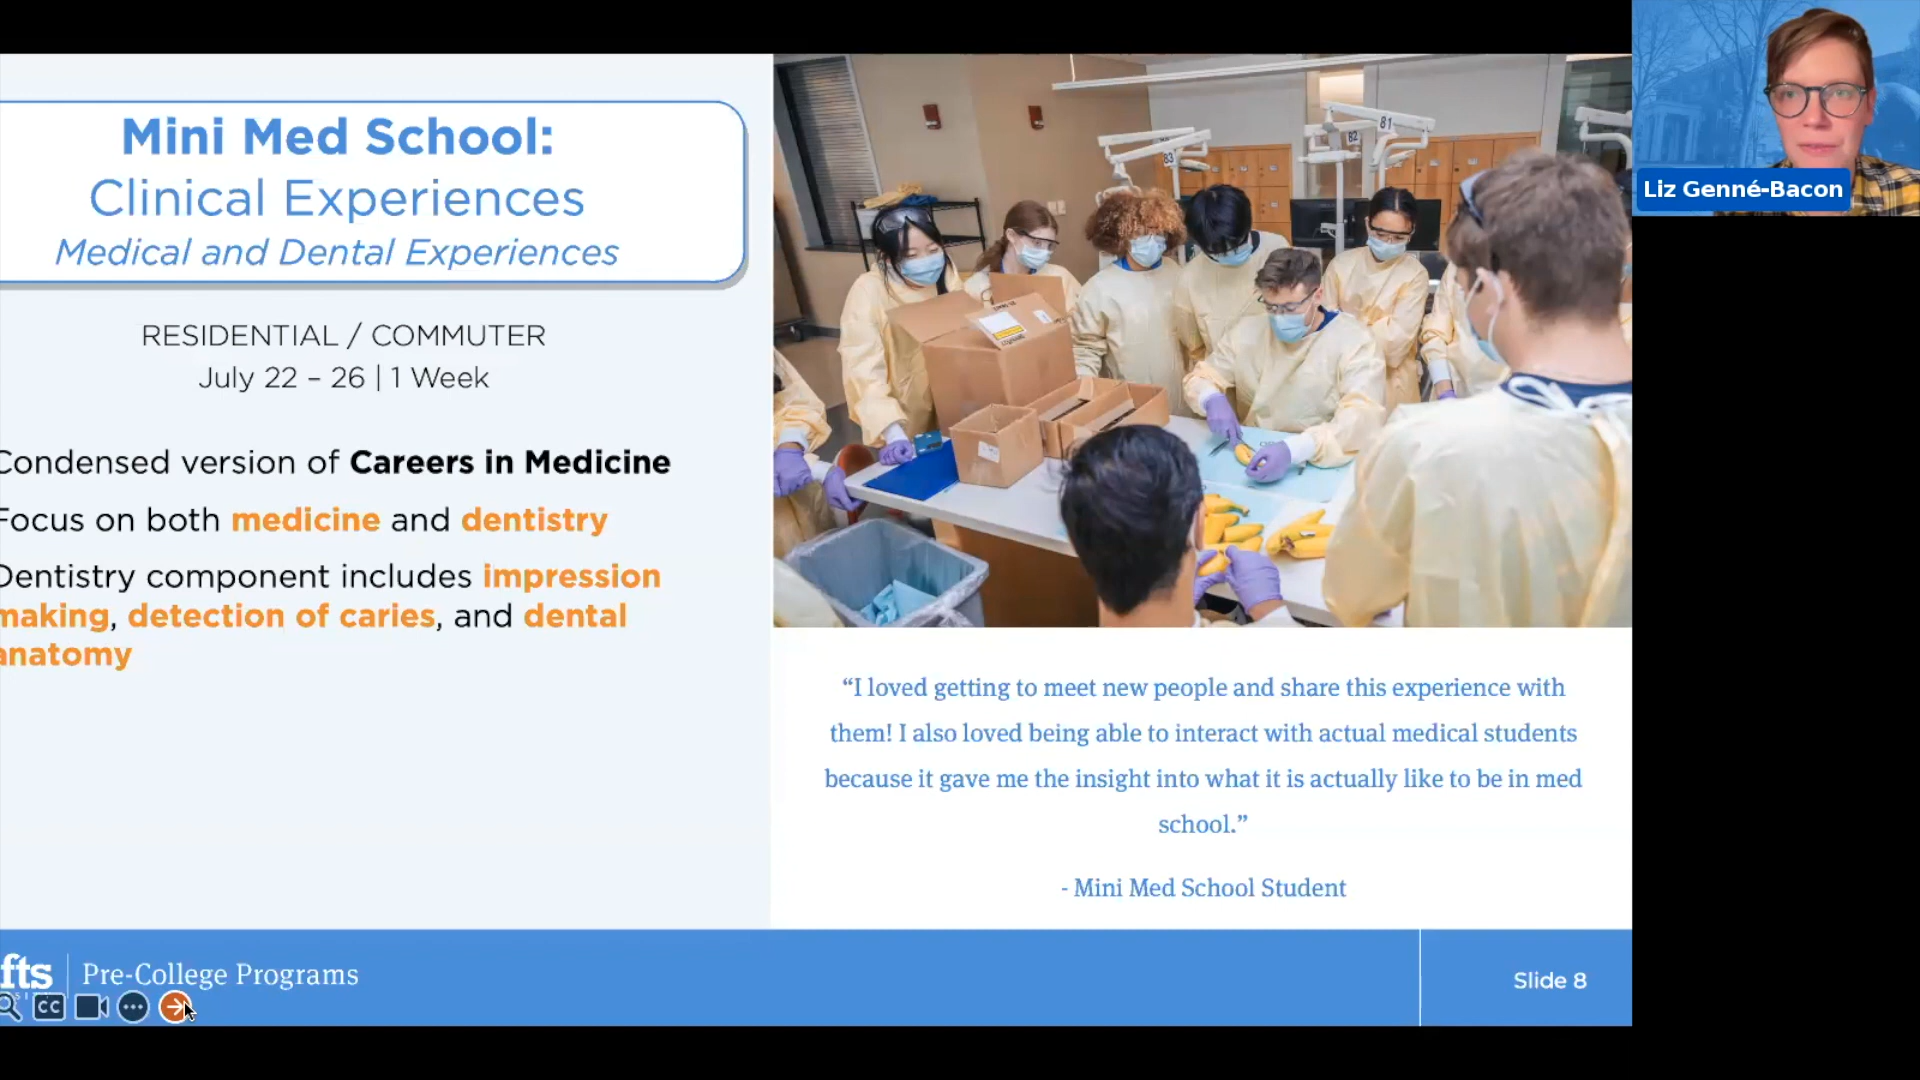 Mini Med School:
Clinical Experiences
Medical and Dental Experiences
RESIDENTIAL / COMMUTER
July 22 – 26 | 1 Week
Condensed version of Careers in Medicine
Focus on both medicine and dentistry
Dentistry component includes impression
making, detection of caries, and dental
anatomy
83
82
81
“I loved getting to meet new people and share this experience with
them! I also loved being able to interact with actual medical students
because it gave me the insight into what it is actually like to be in med
school.”
- Mini Med School Student
fts
Pre-College Programs
CC
Slide 8
Liz Genné-Bacon